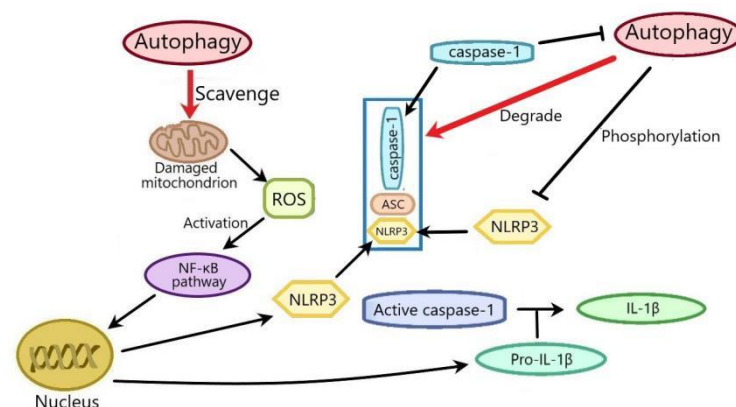 Autophagy
caspase-1
Autophagy
Scavenge
Degrade
Phosphorylation
Damaged
mitochondrion
caspase-1
ROS
ASC
Activation
NLRP3
NLRP3
NF-κB
pathway
NLRP3
Active caspase-1
IL-1β
Pro-IL-1β
Nucleus